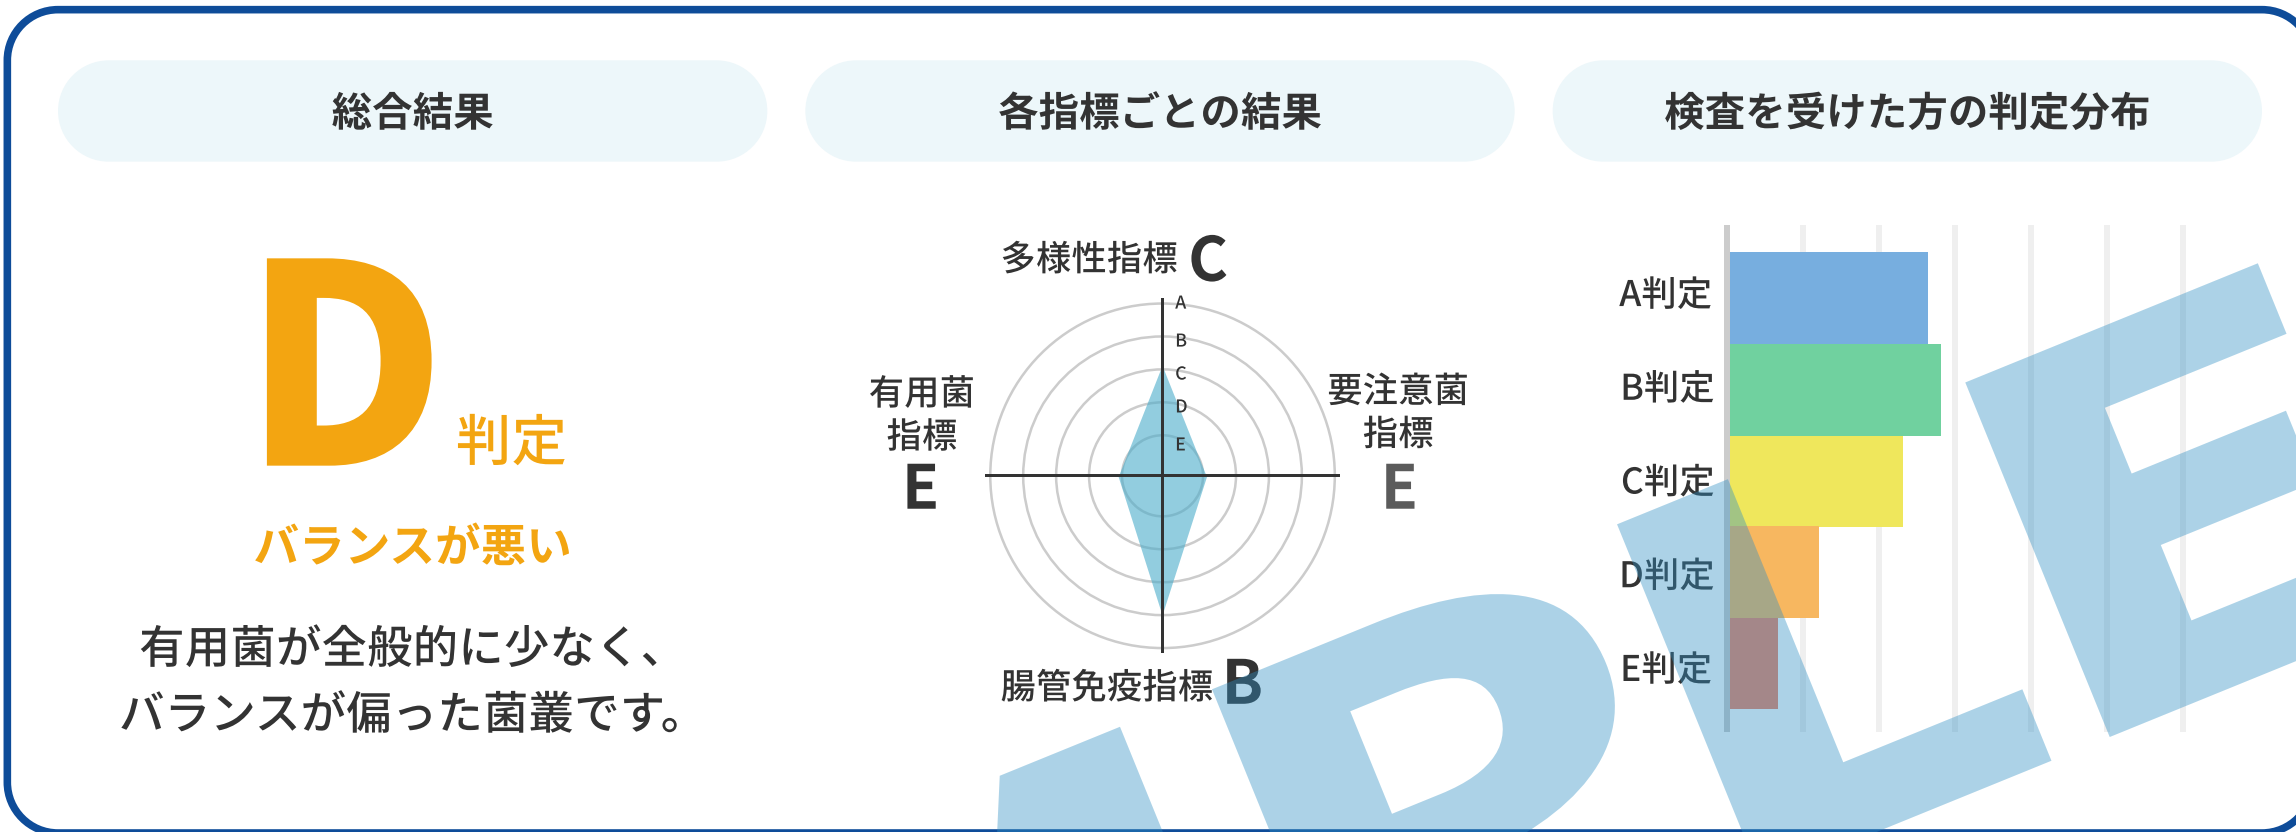 総合結果
D 判定
バランスが悪い
有用菌が全般的に少なく、
バランスが偏った菌叢です。
各指標ごとの結果
多様性指標 C
A
B
C
D
E
有用菌
指標
E
要注意菌
指標
E
腸管免疫指標 B
検査を受けた方の判定分布
A判定
B判定
C判定
D判定
E判定
PLE